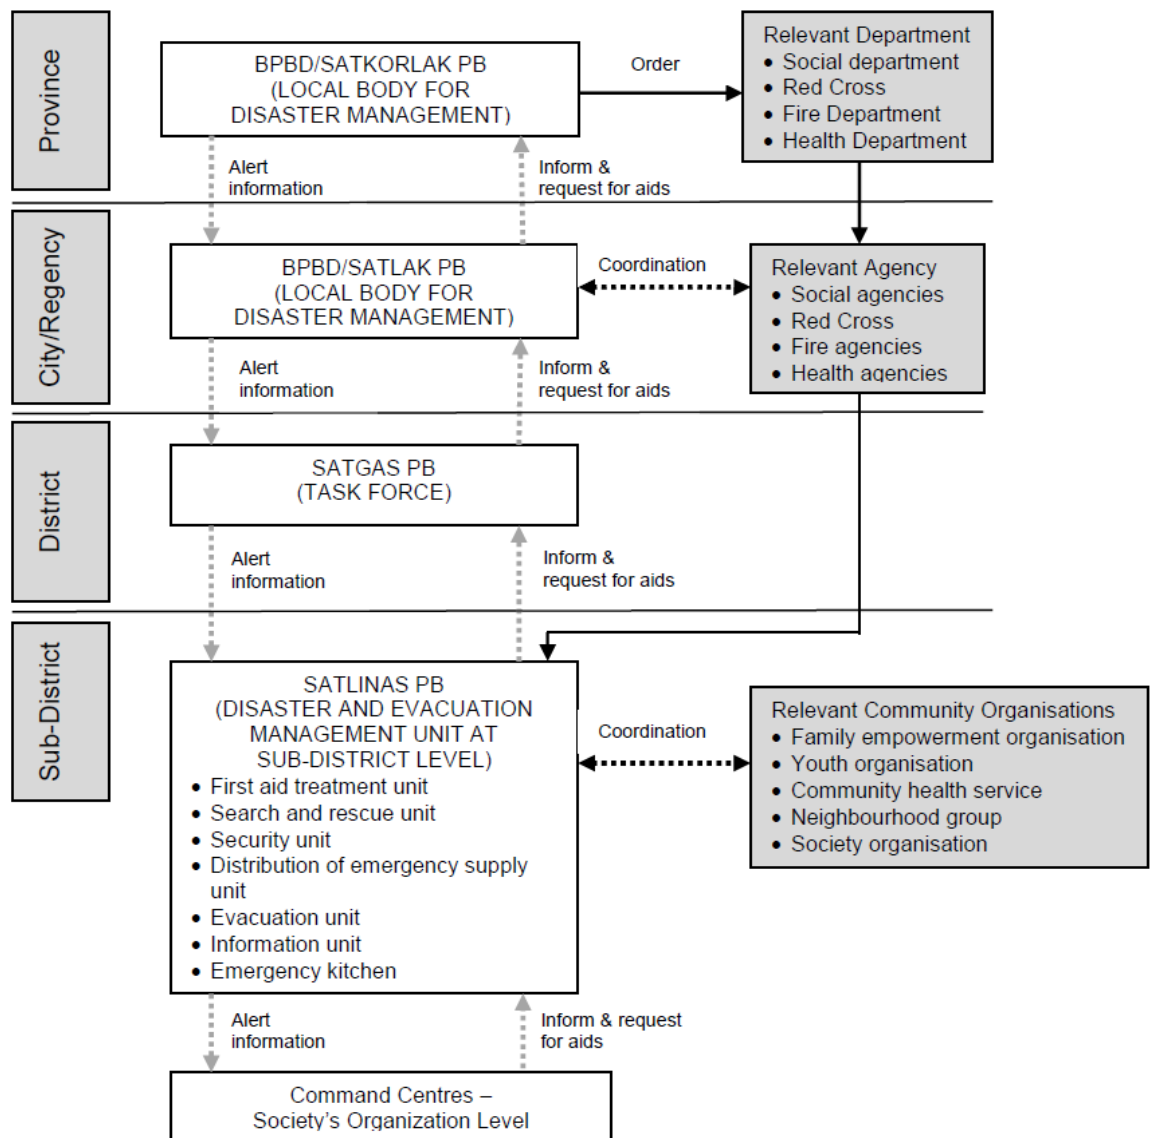 Province
BPBD/SATKORLAK PB
(LOCAL BODY FOR
DISASTER MANAGEMENT)
Order
Relevant Department
• Social department
• Red Cross
• Fire Department
• Health Department
Alert
information
Inform &
request for aids
City/Regency
BPBD/SATLAK PB
(LOCAL BODY FOR
DISASTER MANAGEMENT)
Coordination
Relevant Agency
• Social agencies
• Red Cross
• Fire agencies
• Health agencies
Alert
information
Inform &
request for aids
District
SATGAS PB
(TASK FORCE)
Alert
information
Inform &
request for aids
Sub-District
SATLINAS PB
(DISASTER AND EVACUATION
MANAGEMENT UNIT AT
SUB-DISTRICT LEVEL)
• First aid treatment unit
• Search and rescue unit
• Security unit
• Distribution of emergency supply
unit
• Evacuation unit
• Information unit
• Emergency kitchen
Coordination
Relevant Community Organisations
• Family empowerment organisation
• Youth organisation
• Community health service
• Neighbourhood group
• Society organisation
Alert
information
Inform & request
for aids
Command Centres –
Society's Organization Level